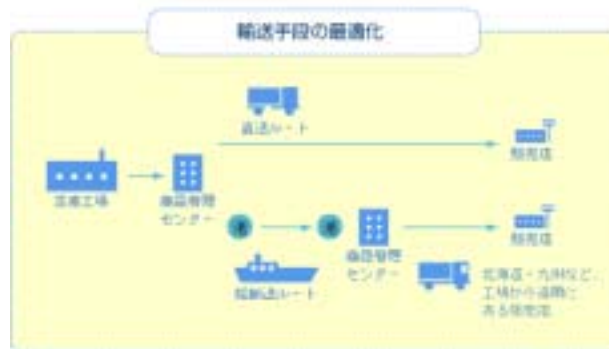 輸送手段の最適化
直送ルート
販売店
生産工場
商品管理
センター
商品管理
センター
販売店
船輸送ルート
北海道・九州など、
工場から遠隔に
ある販売店